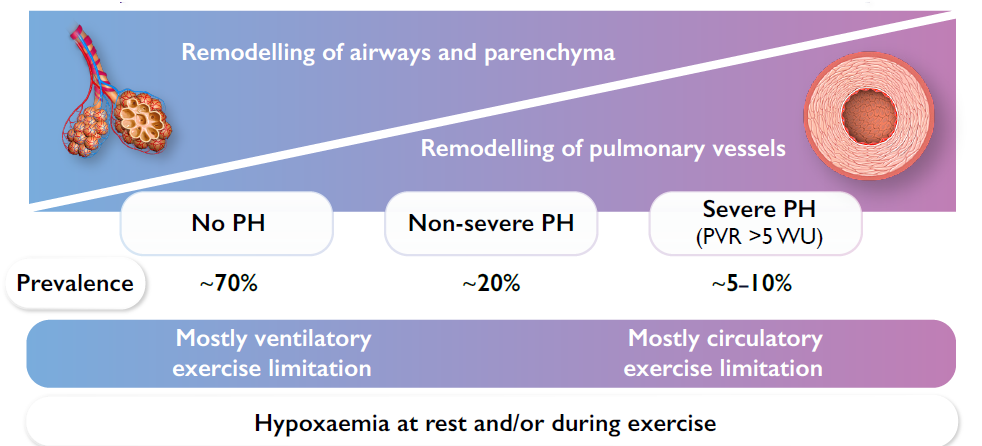 Remodelling of airways and parenchyma
Remodelling of pulmonary vessels
No PH
Non-severe PH
Severe PH
(PVR >5 WU)
Prevalence
~70%
~20%
~5–10%
Mostly ventilatory
exercise limitation
Mostly circulatory
exercise limitation
Hypoxaemia at rest and/or during exercise